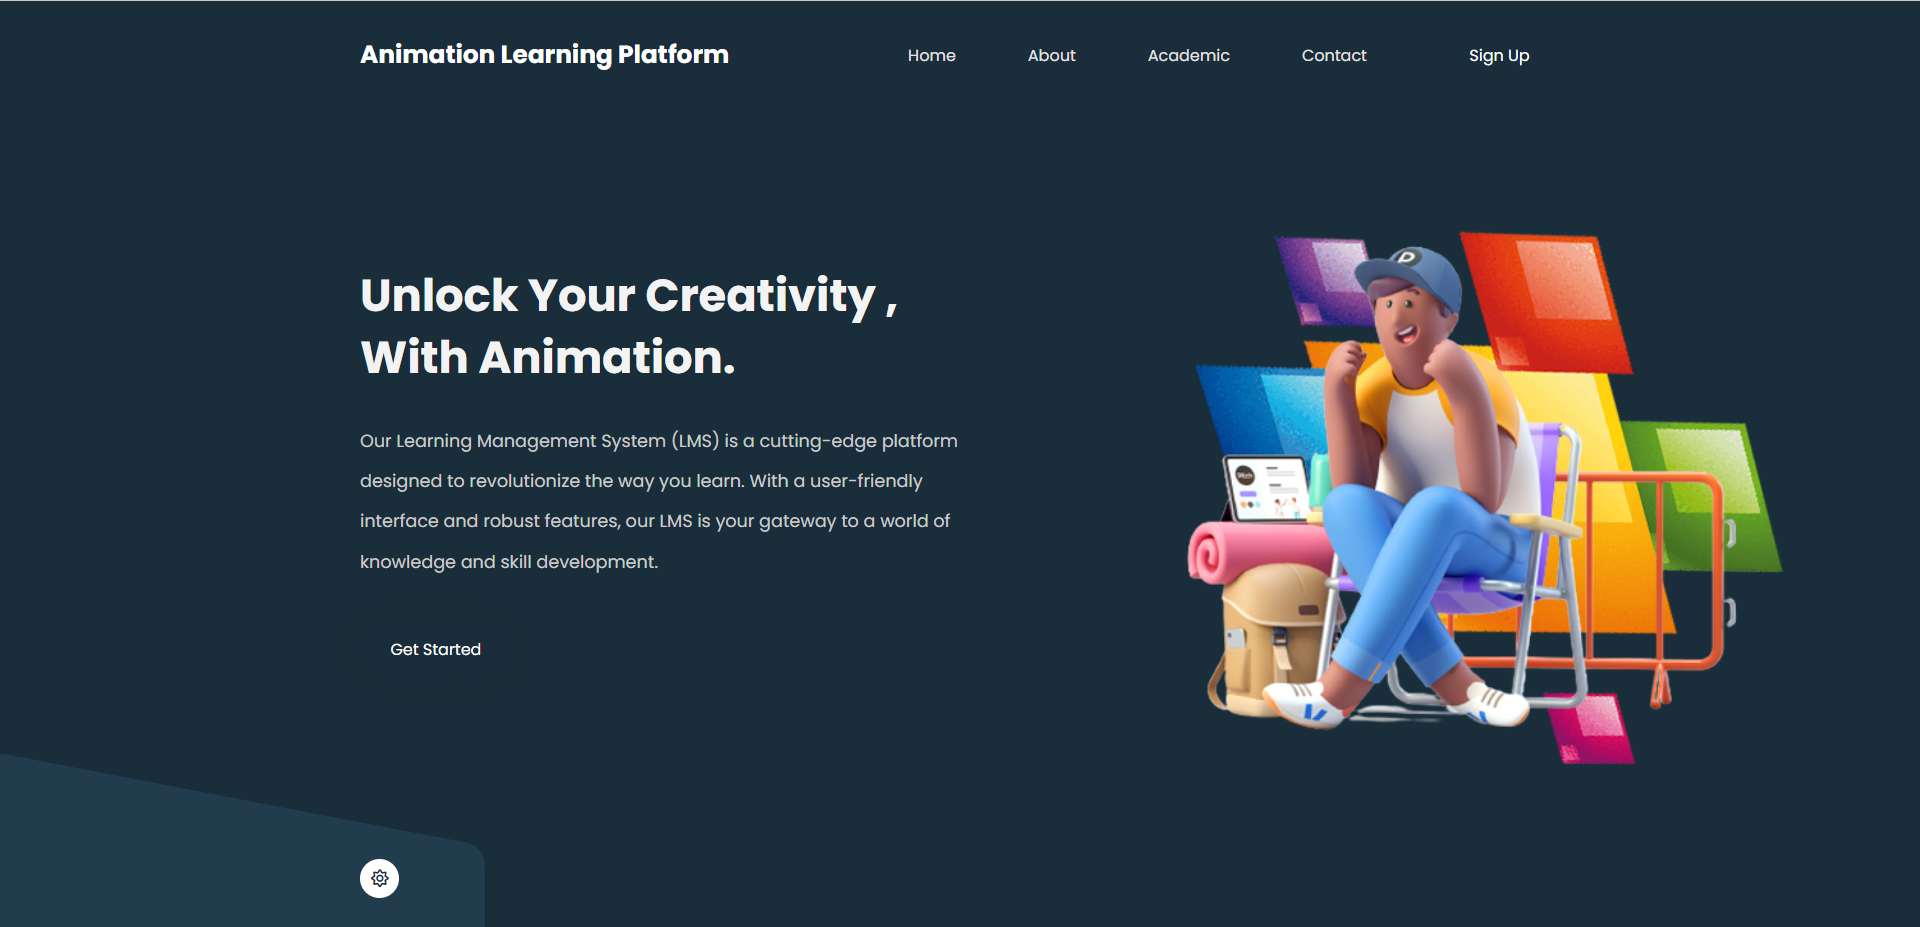 Animation Learning Platform
Home
About
Academic
Contact
Sign Up
Unlock Your Creativity ,
With Animation.
Our Learning Management System (LMS) is a cutting-edge platform
designed to revolutionize the way you learn. With a user-friendly
interface and robust features, our LMS is your gateway to a world of
knowledge and skill development.
Get Started
P